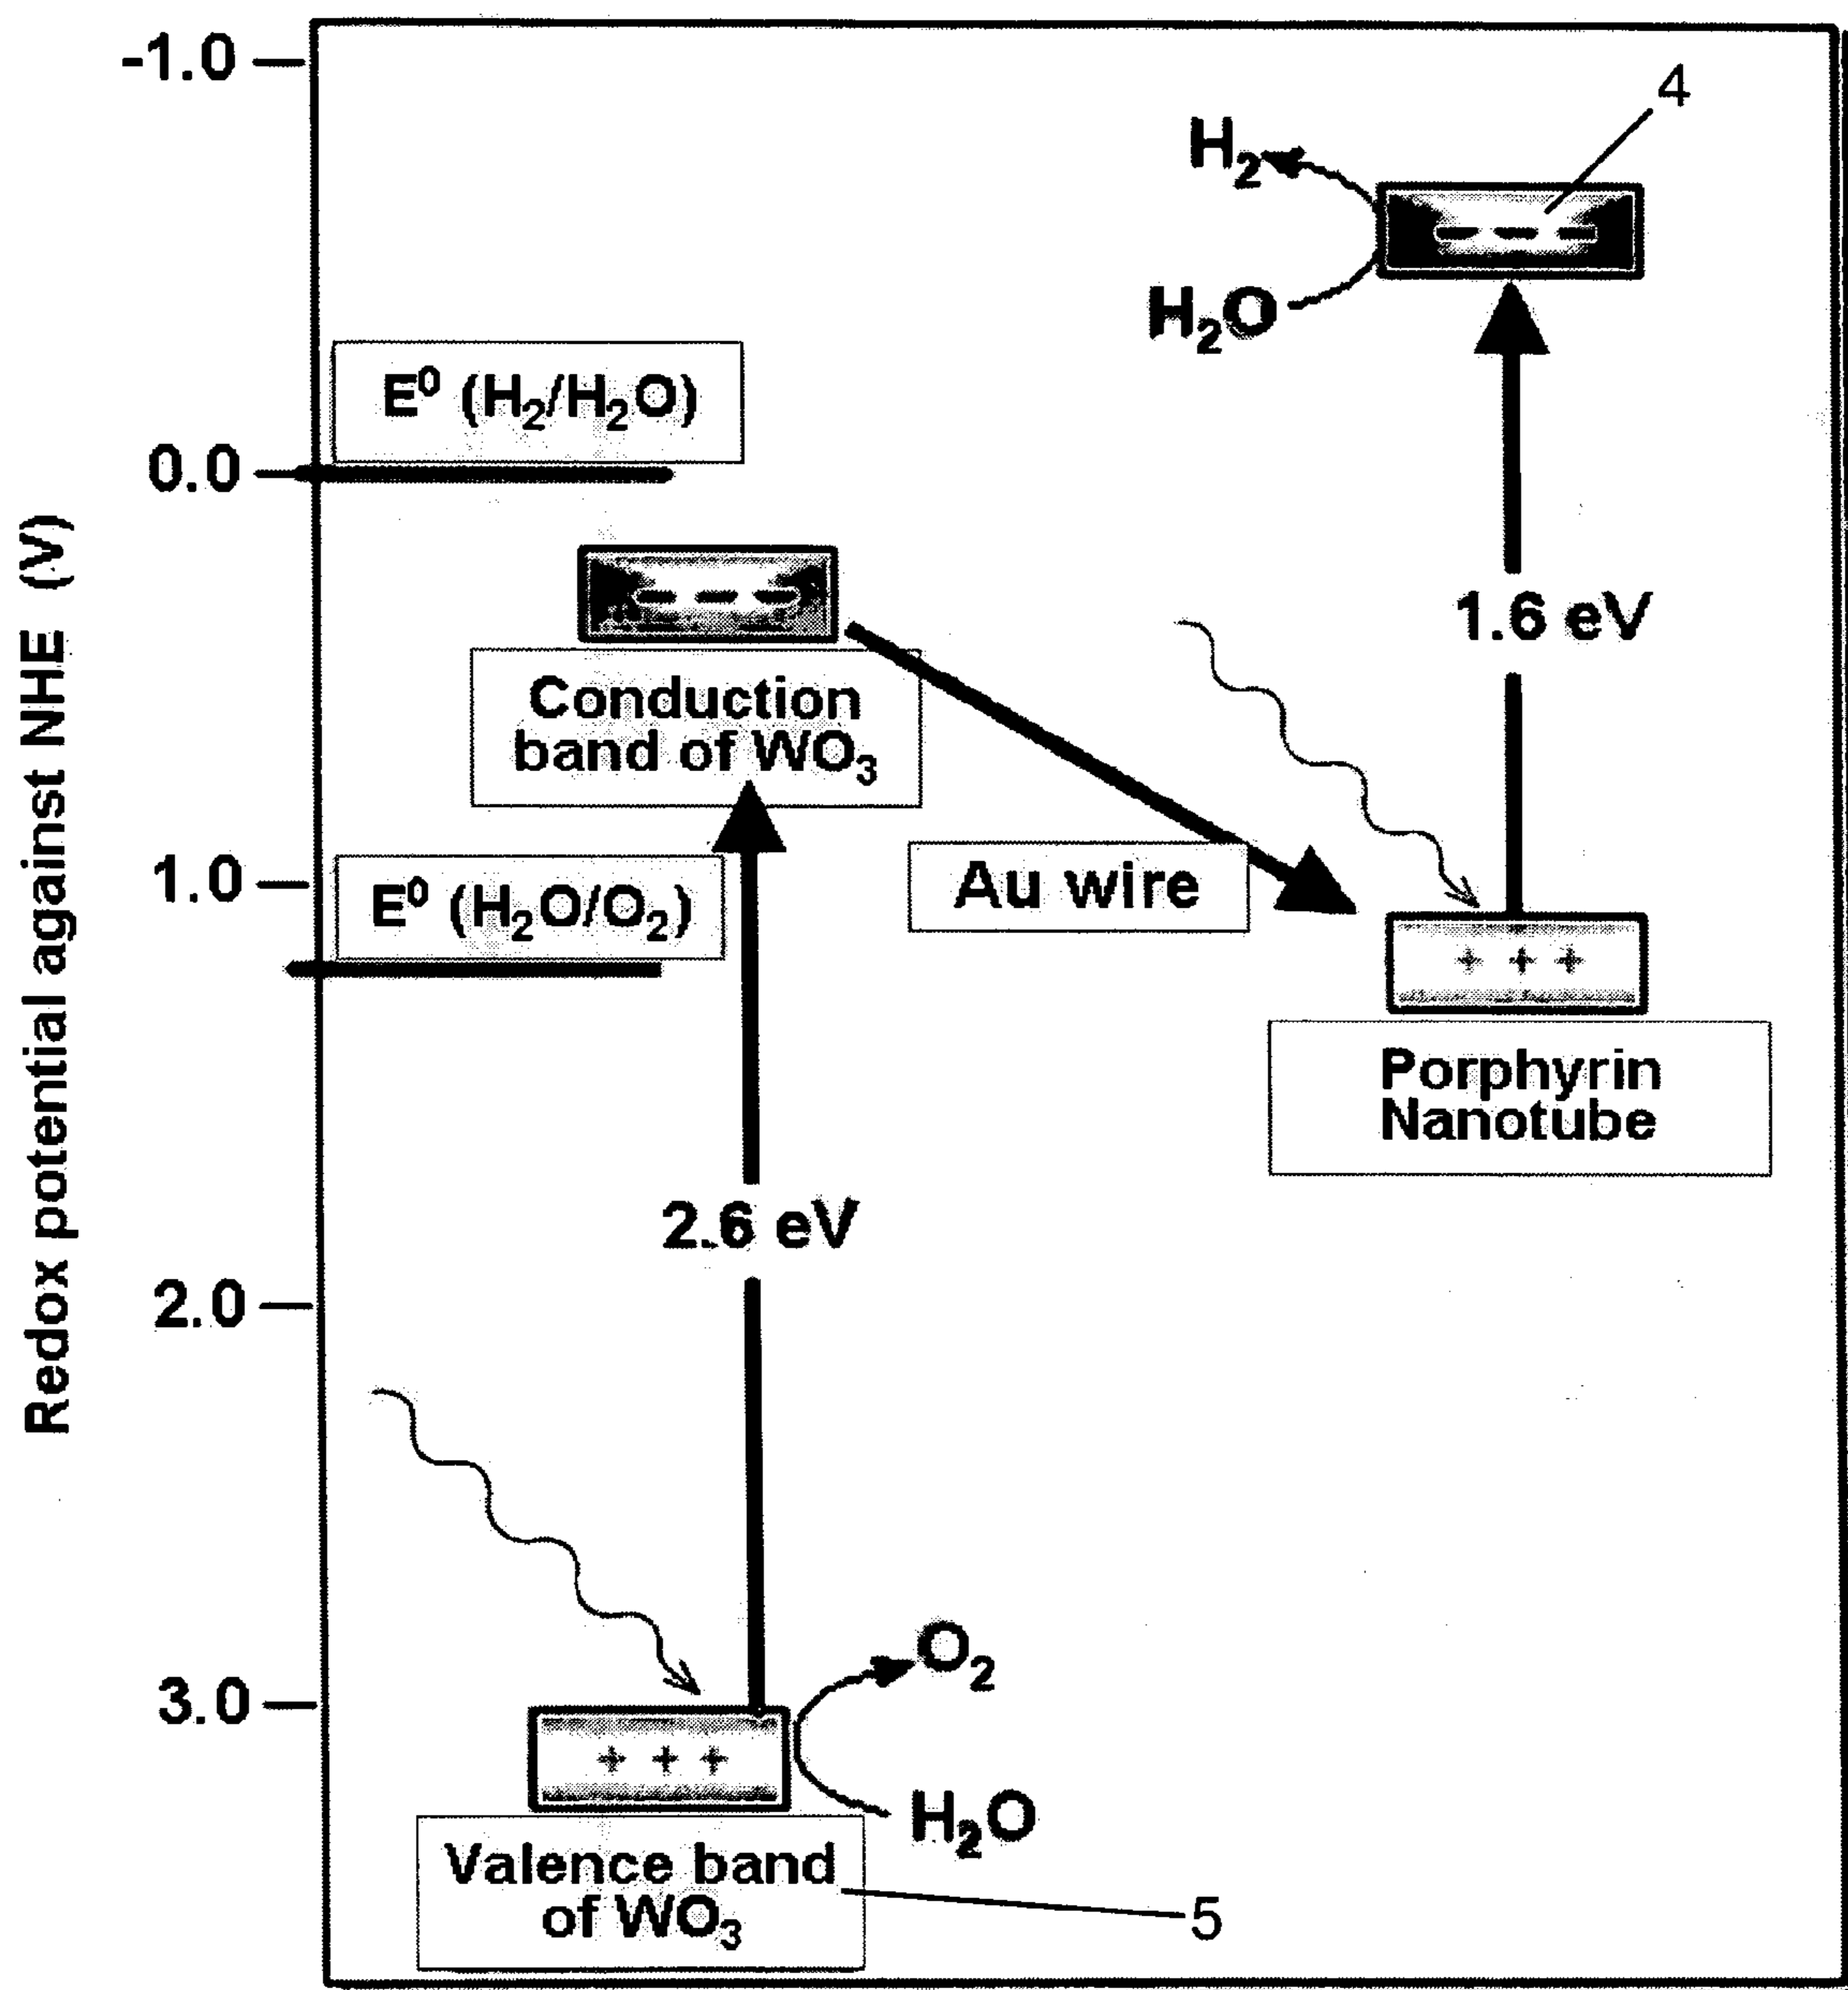 -1.0
4
H₂
H₂O
E⁰ (H₂/H₂O)
0.0
1.6 eV
Conduction
band of WO₃
1.0
Au wire
E⁰ (H₂O/O₂)
Porphyrin
Nanotube
2.6 eV
2.0
Redox potential against NHE (V)
3.0
O₂
H₂O
Valence band
of WO₃
5
- - -
+ + +
+ + +
- - -